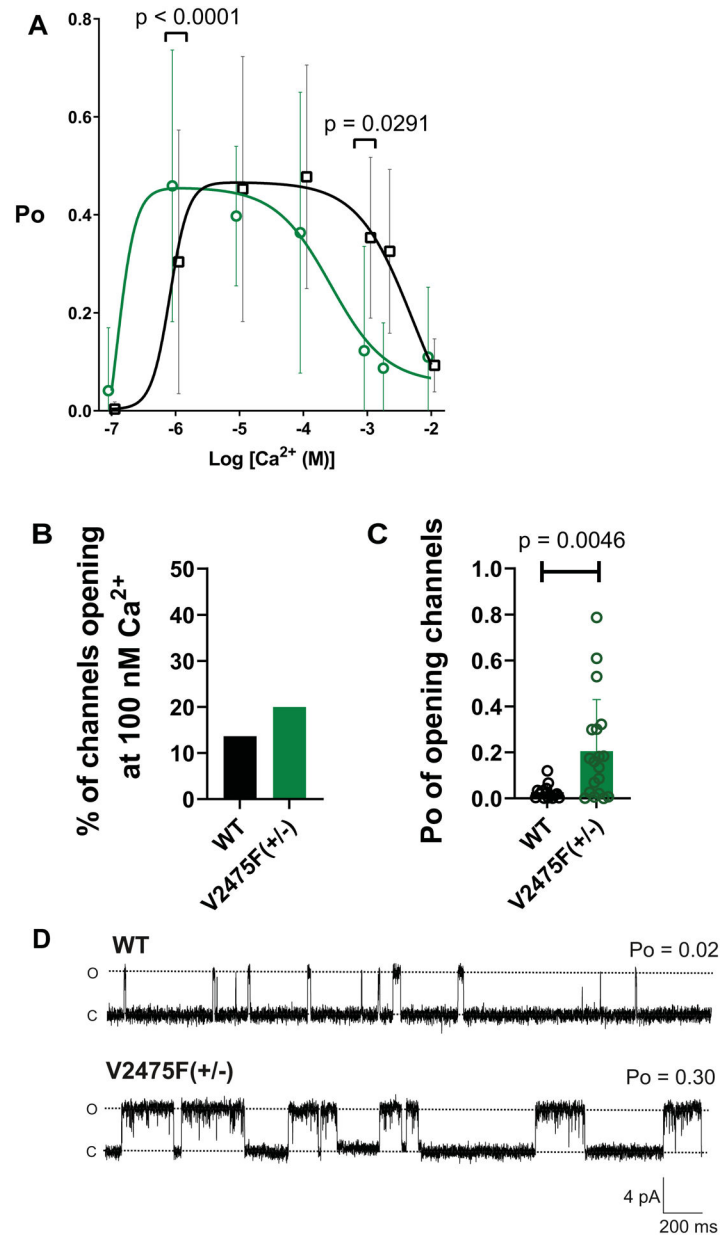 A
p < 0.0001
p = 0.0291
Po
0.8
0.6
0.4
0.2
0.0
-7 -6 -5 -4 -3 -2
Log [Ca²⁺ (M)]
B
% of channels opening
at 100 nM Ca²⁺
50
40
30
20
10
0
WT
V2475F(+/-)
C
p = 0.0046
Po of opening channels
1.0
0.8
0.6
0.4
0.2
0.0
WT
V2475F(+/-)
D
WT
Po = 0.02
O
C
V2475F(+/-)
Po = 0.30
O
C
4 pA
200 ms